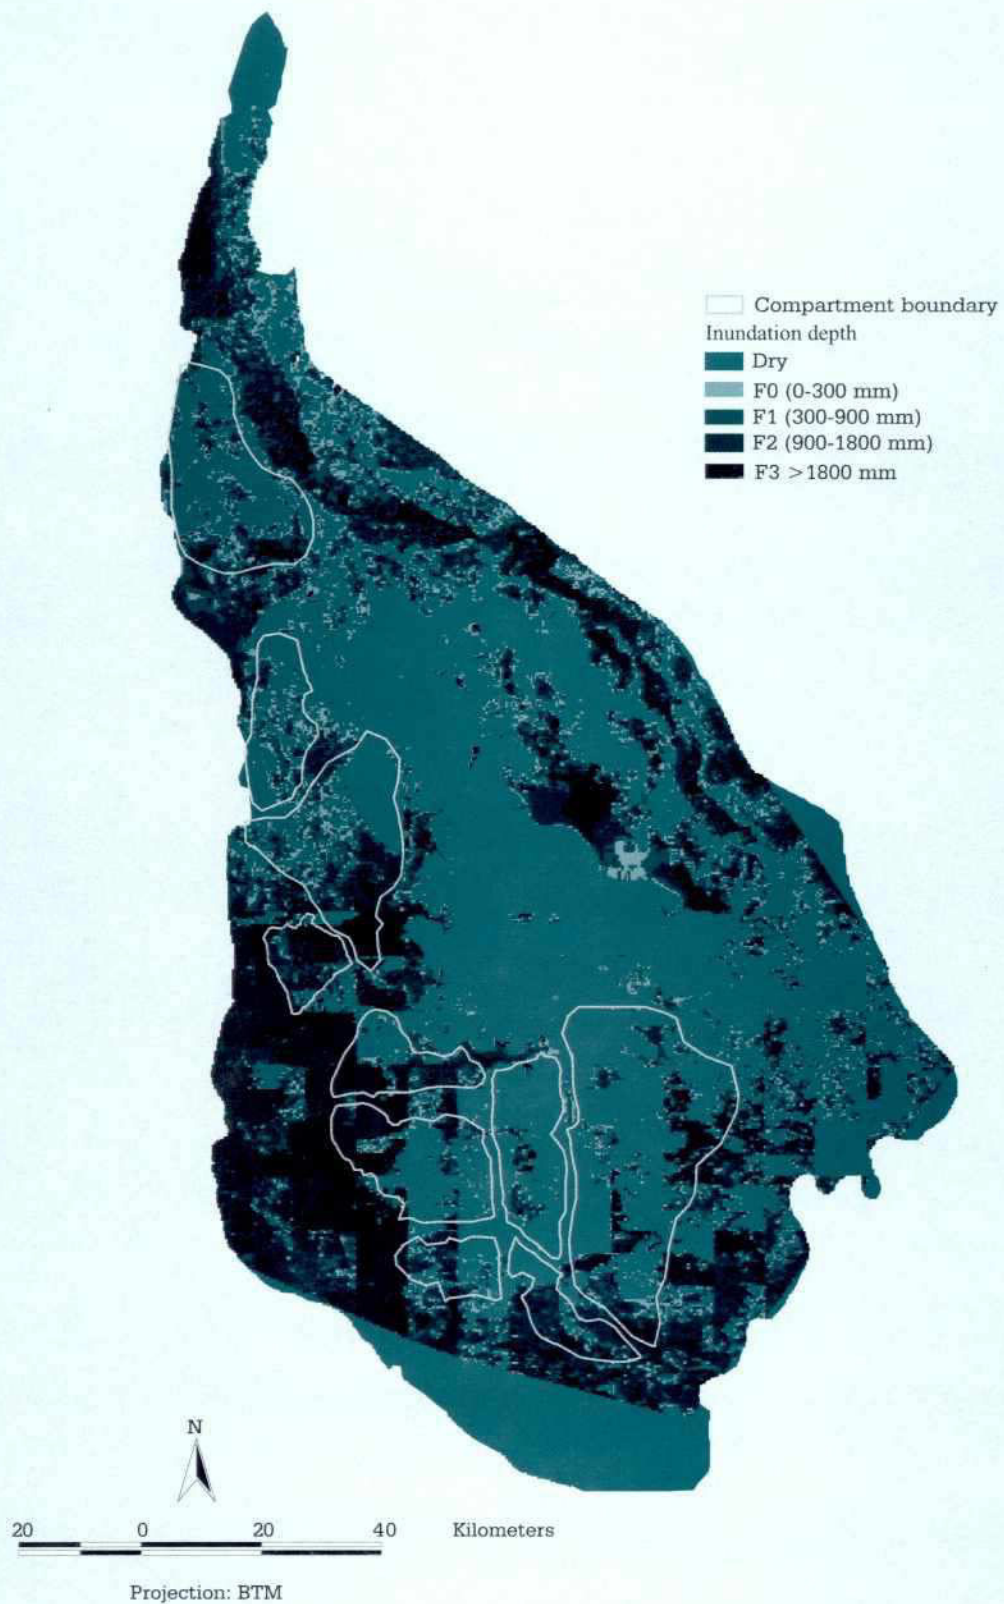 Compartment boundary
Inundation depth
Dry
F0 (0-300 mm)
F1 (300-900 mm)
F2 (900-1800 mm)
F3 >1800 mm
N
20 0 20 40 Kilometers
Projection: BTM